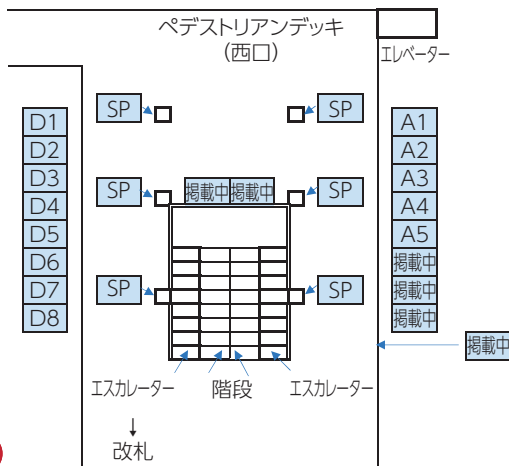 ペデストリアンデッキ
(西口)
エレベーター
SP
SP
D1
D2
D3
D4
D5
D6
D7
D8
A1
A2
A3
A4
A5
掲載中
掲載中
掲載中
SP
掲載中 掲載中
SP
SP
SP
掲載中
エスカレーター 階段 エスカレーター
↓
改札